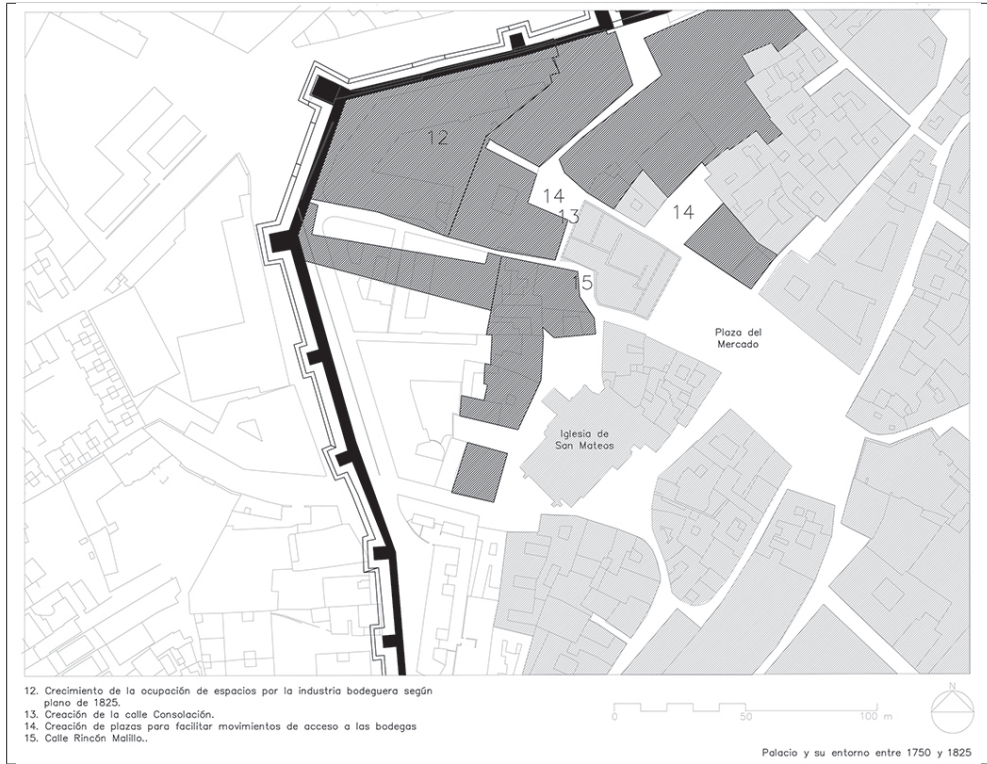 12
14
13
14
15
Plaza del
Mercado
Iglesia de
San Mateos
12. Crecimiento de la ocupación de espacios por la industria bodeguera según
plano de 1825.
13. Creación de la calle Consolación.
14. Creación de plazas para facilitar movimientos de acceso a las bodegas
15. Calle Rincón Malillo..
0 50 100 m
N
Palacio y su entorno entre 1750 y 1825